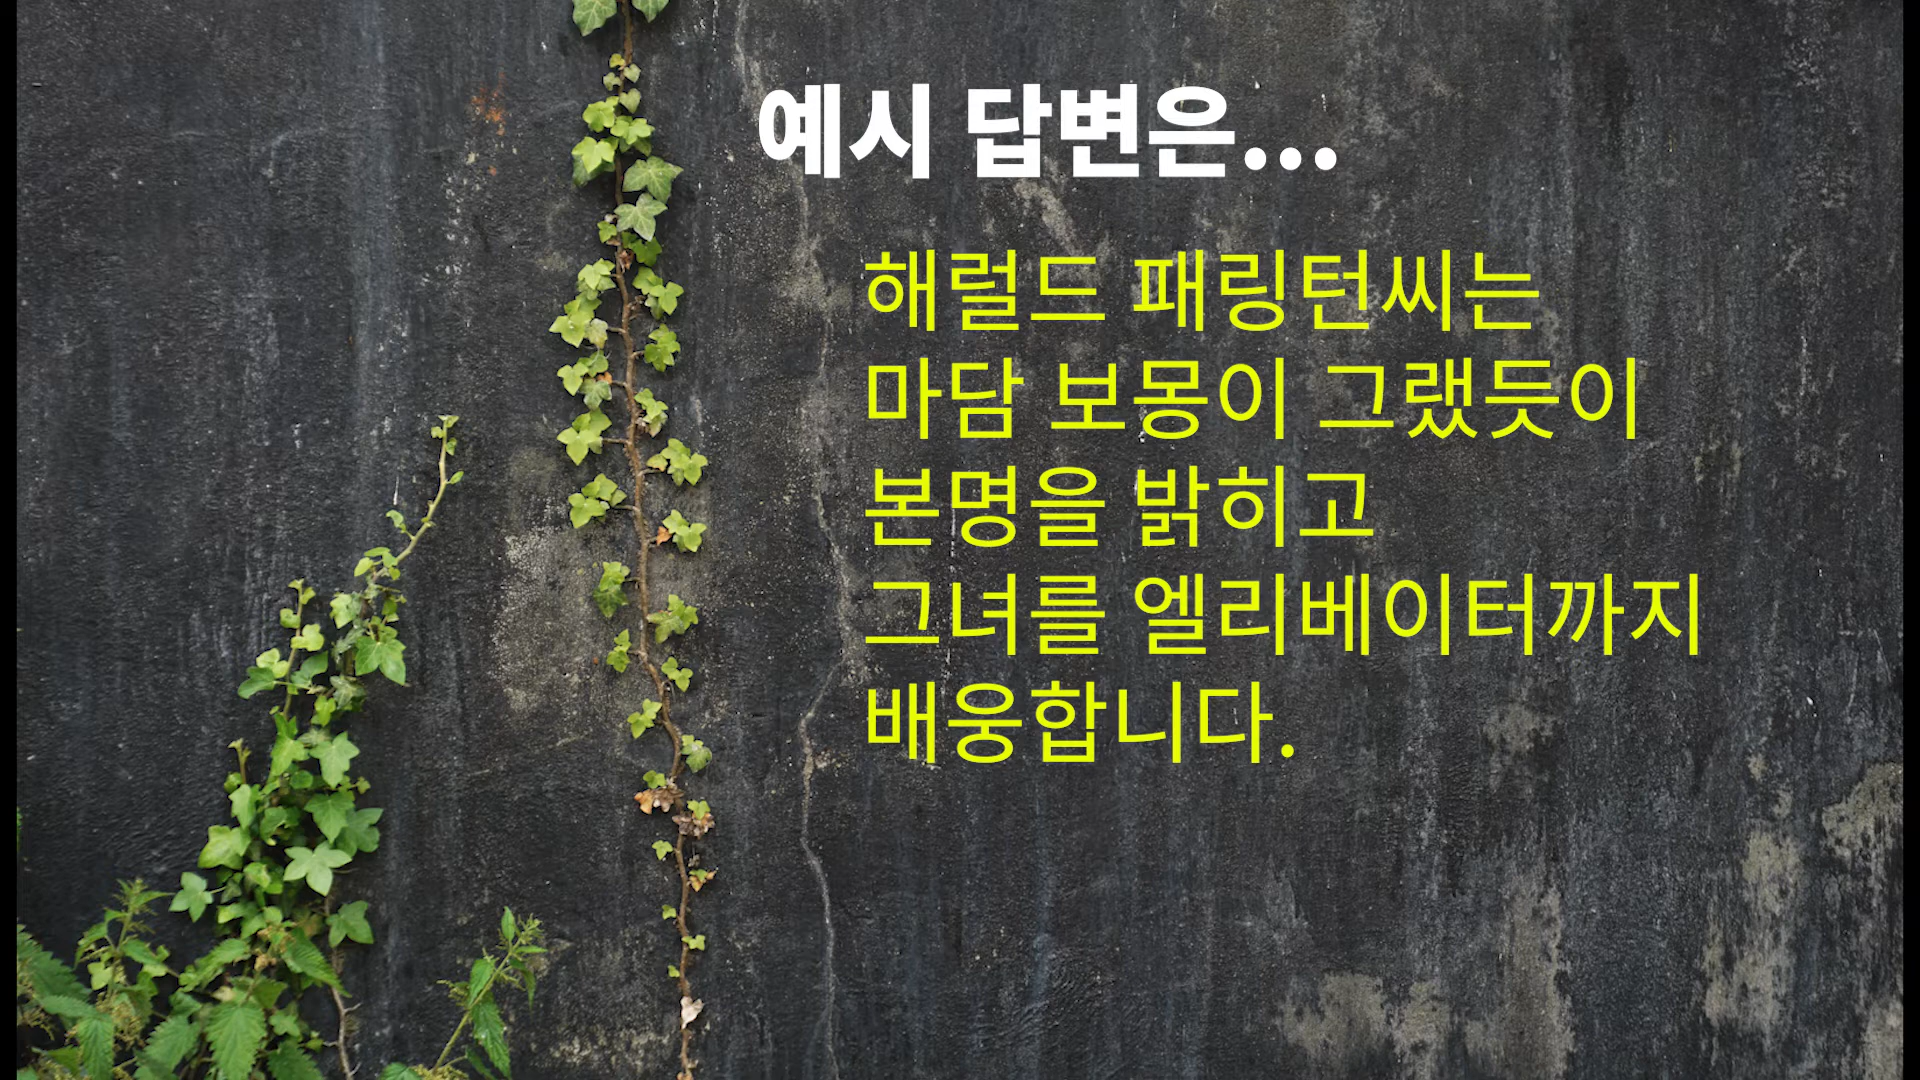 예시 답변은...
해럴드 패링턴씨는
마담 보몽이 그랬듯이
본명을 밝히고
그녀를 엘리베이터까지
배웅합니다.